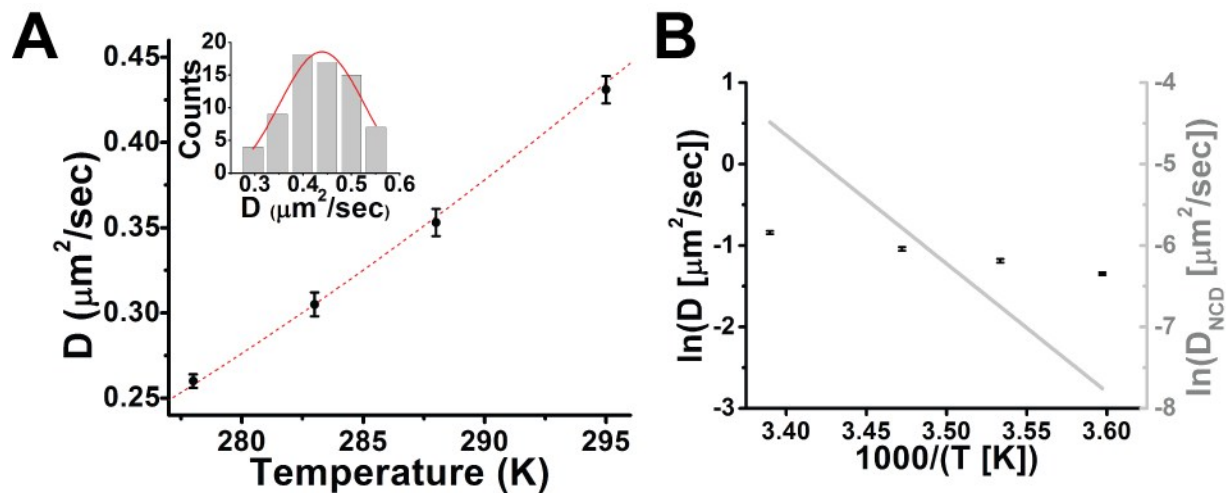 A
D (μm²/sec)
0.45
0.40
0.35
0.30
0.25
280 285 290 295
Temperature (K)
Counts
20
15
10
5
0
0.3 0.4 0.5 0.6
D (μm²/sec)
B
ln(D [μm²/sec])
1
0
-1
-2
-3
3.40 3.45 3.50 3.55 3.60
1000/(T [K])
-4
-5
-6
-7
-8
ln(D_NCD [μm²/sec])